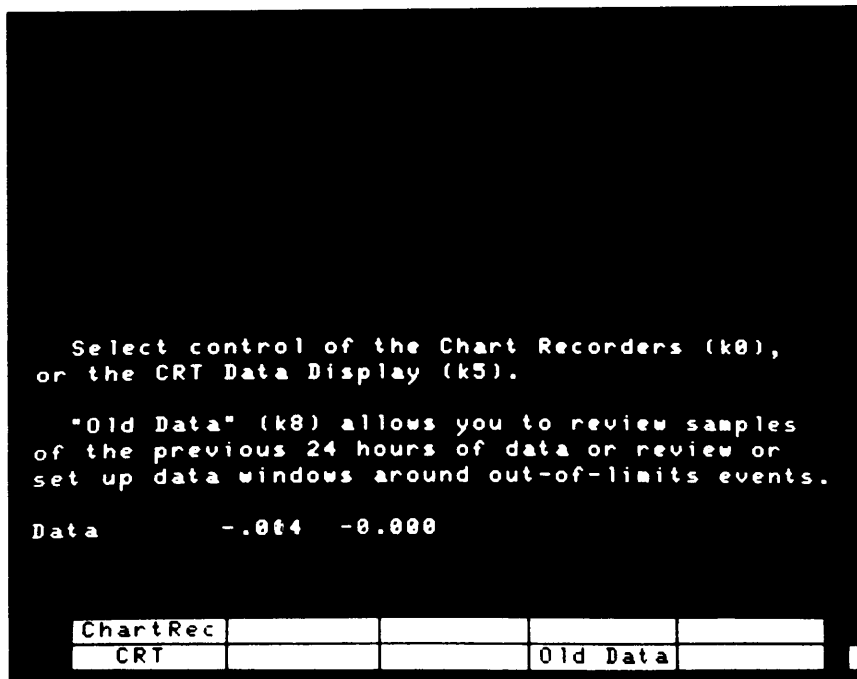 Select control of the Chart Recorders (k0),
or the CRT Data Display (k5).
"Old Data" (k8) allows you to review samples
of the previous 24 hours of data or review or
set up data windows around out-of-limits events.
Data -0.000
ChartRec
CRT Old Data